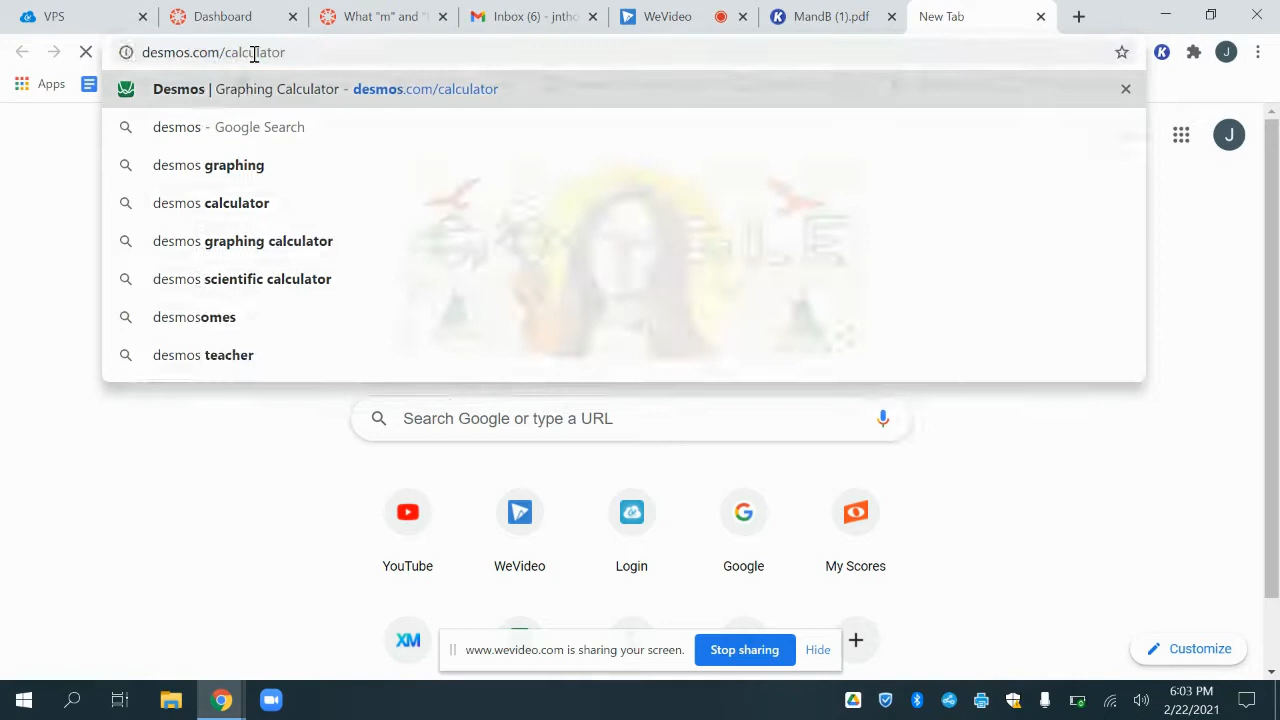 VPS
Dashboard
What "m" and "b
Inbox (6) - jntho
WeVideo
MandB (1).pdf
New Tab
desmos.com/calculator
Apps
Desmos | Graphing Calculator - desmos.com/calculator
desmos - Google Search
desmos graphing
desmos calculator
desmos graphing calculator
desmos scientific calculator
desmosomes
desmos teacher
J
Search Google or type a URL
YouTube
WeVideo
Login
Google
My Scores
XM
www.wevideo.com is sharing your screen.
Stop sharing
Hide
Customize
6:03 PM
2/22/2021